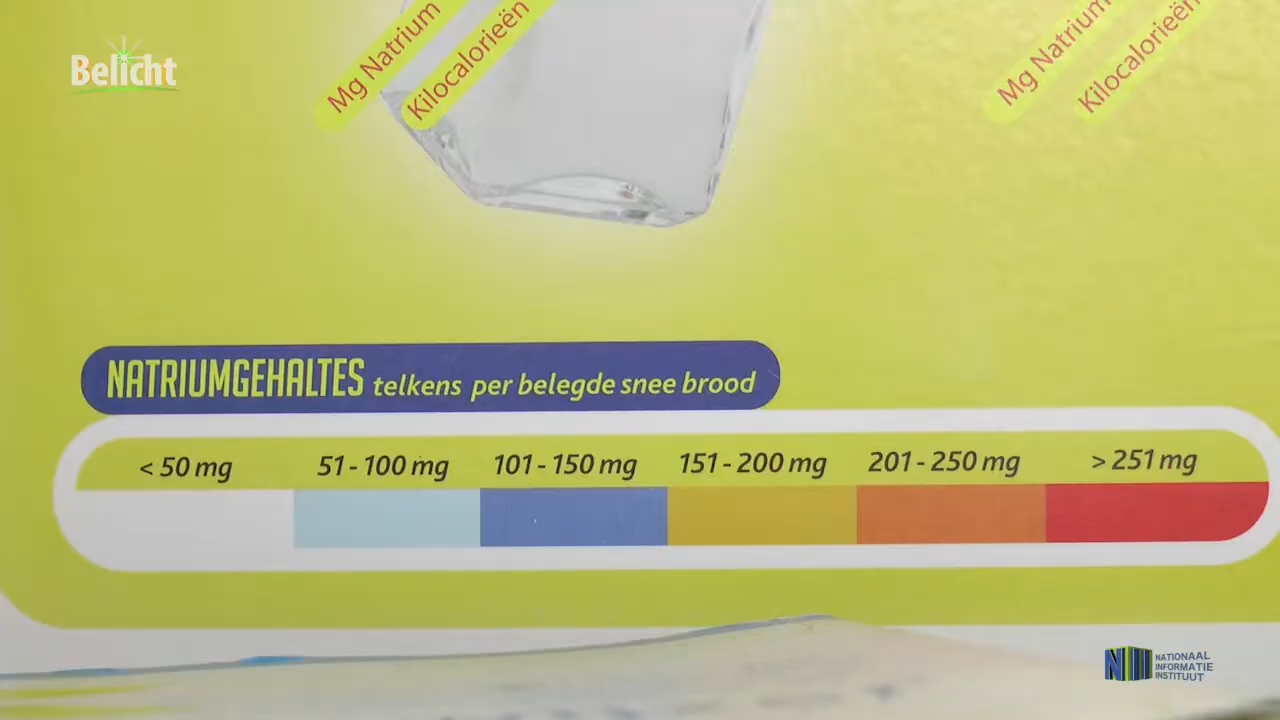 Belicht
Mg Natrium
Kilocalorieën
Mg Natrium
Kilocalorieën
NATRIUMGEHALTES telkens per belegde snee brood
< 50 mg
51 - 100 mg
101 - 150 mg
151 - 200 mg
201 - 250 mg
> 251 mg
NATIONAAL
INFORMATIE
INSTITUUT